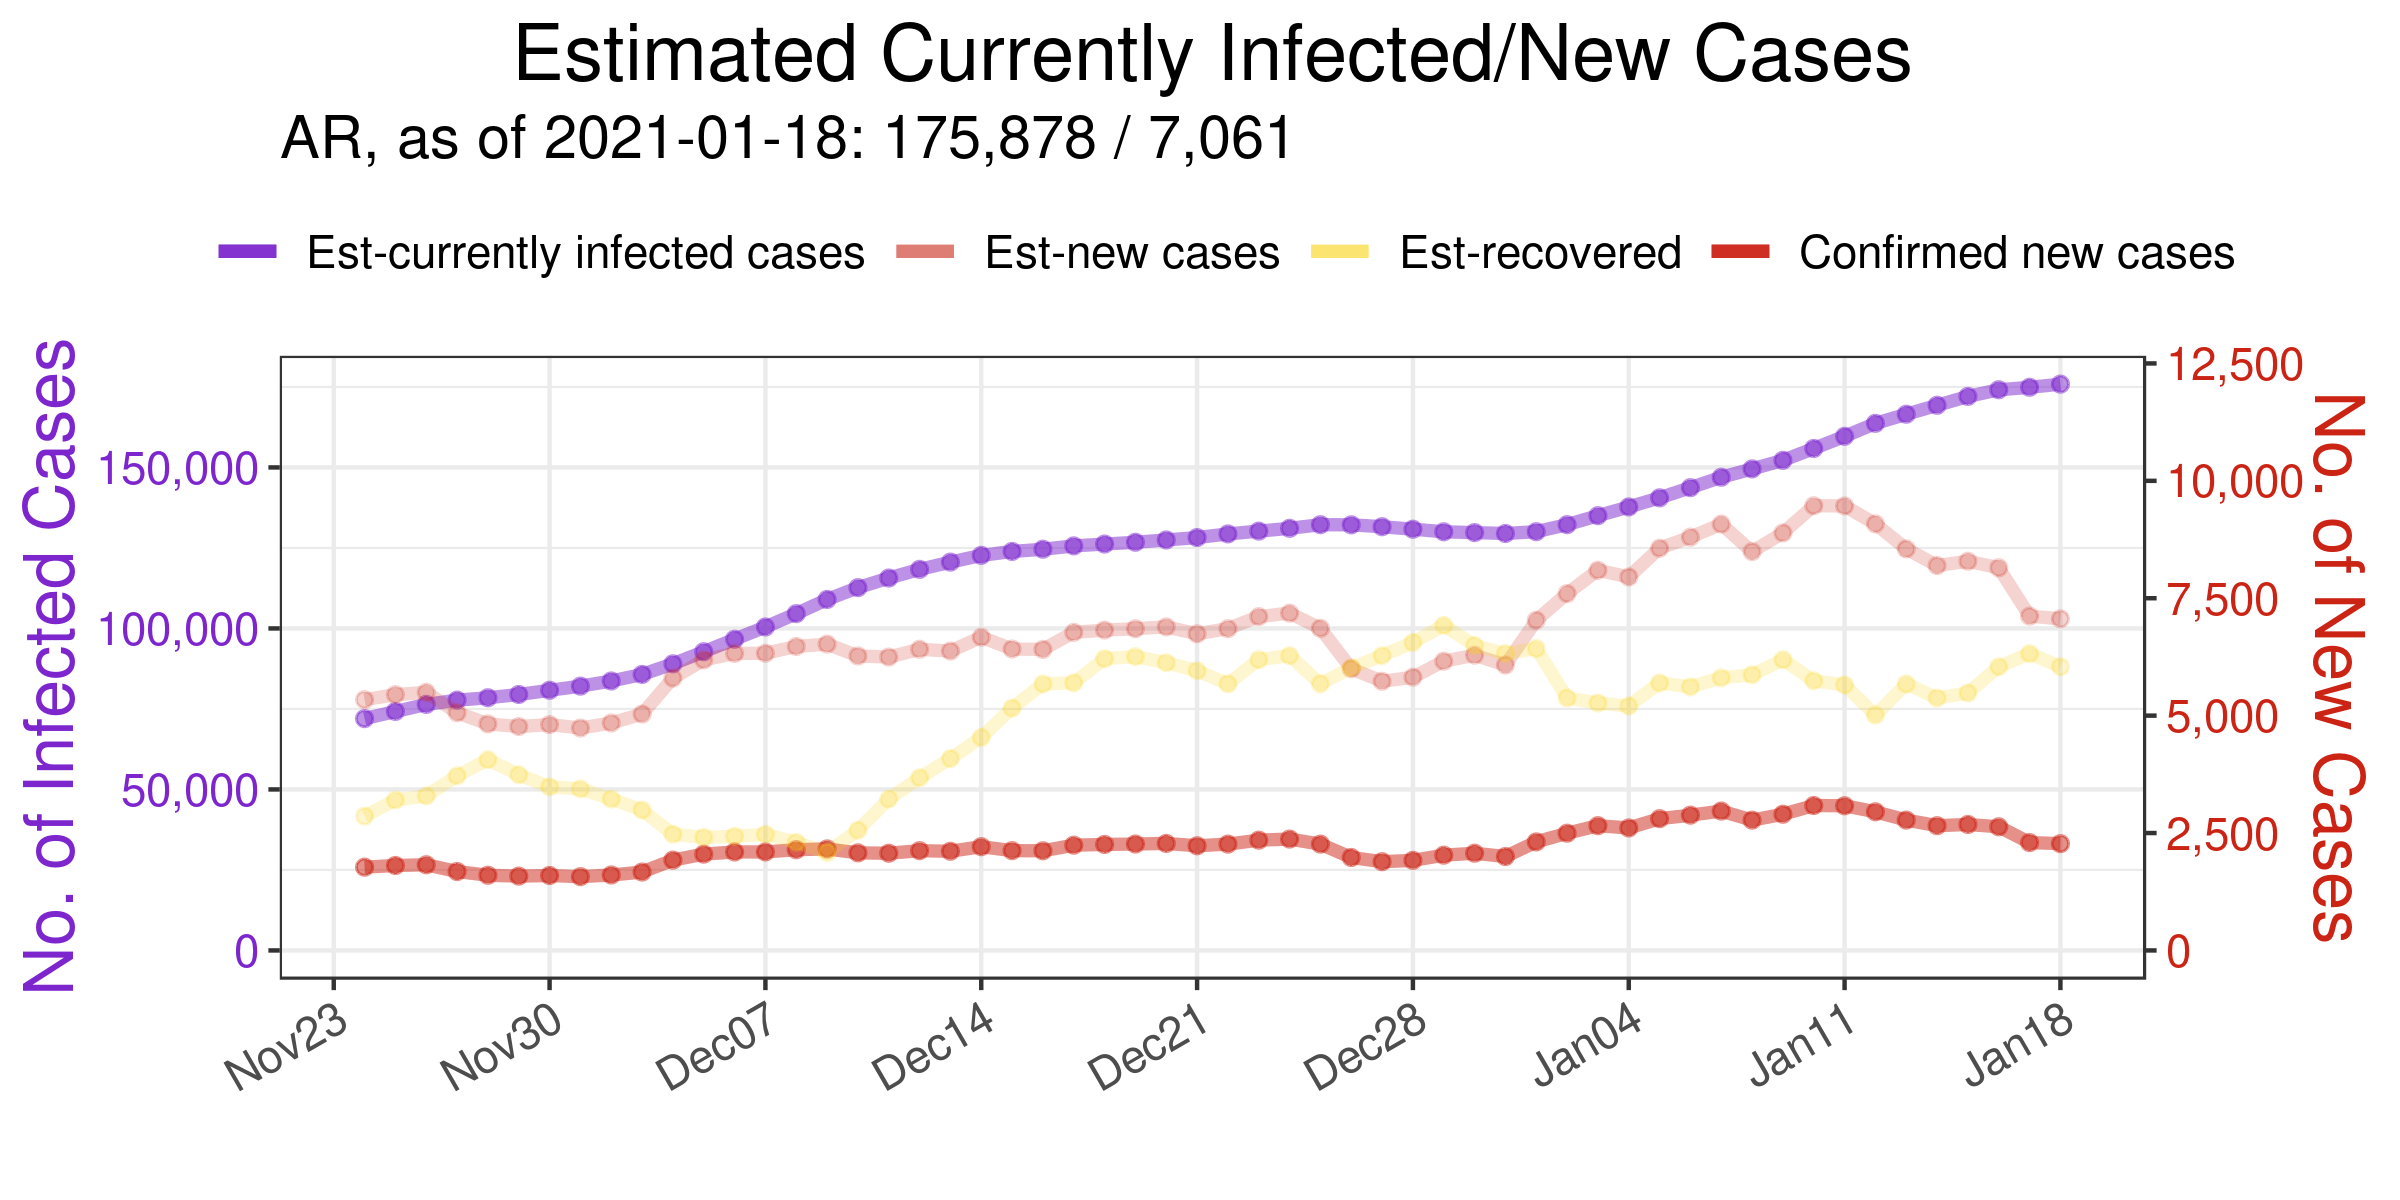 Estimated Currently Infected/New Cases
AR, as of 2021-01-18: 175,878 / 7,061
Est-currently infected cases Est-new cases Est-recovered Confirmed new cases
No. of Infected Cases
150,000
100,000
50,000
0
12,500
10,000
7,500
5,000
2,500
0
No. of New Cases
Nov23 Nov30 Dec07 Dec14 Dec21 Dec28 Jan04 Jan11 Jan18